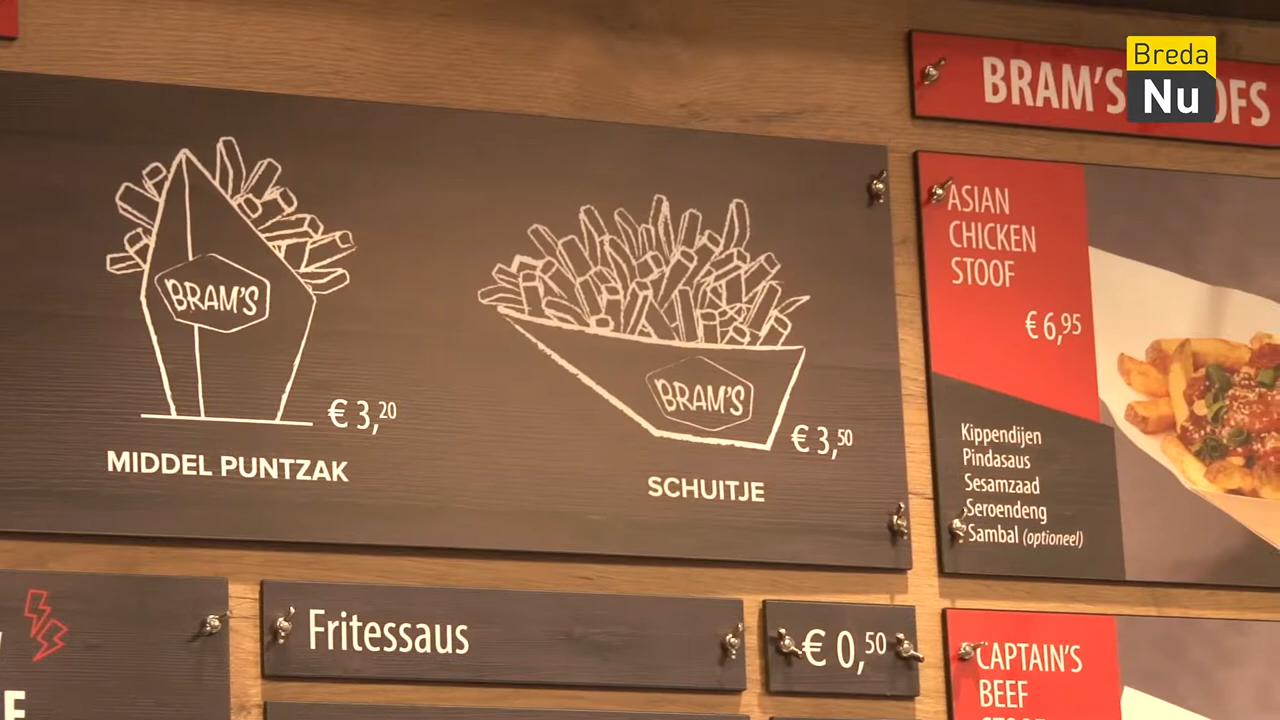 Breda
Nu
BRAM'S
BRAM'S
€ 3,20
MIDDEL PUNTZAK
BRAM'S
€ 3,50
SCHUITJE
ASIAN
CHICKEN
STOOF
€ 6,95
Kippendijen
Pindasaus
Sesamzaad
Seroendeng
Sambal (optioneel)
Fritessaus
€ 0,50
CAPTAIN'S
BEEF